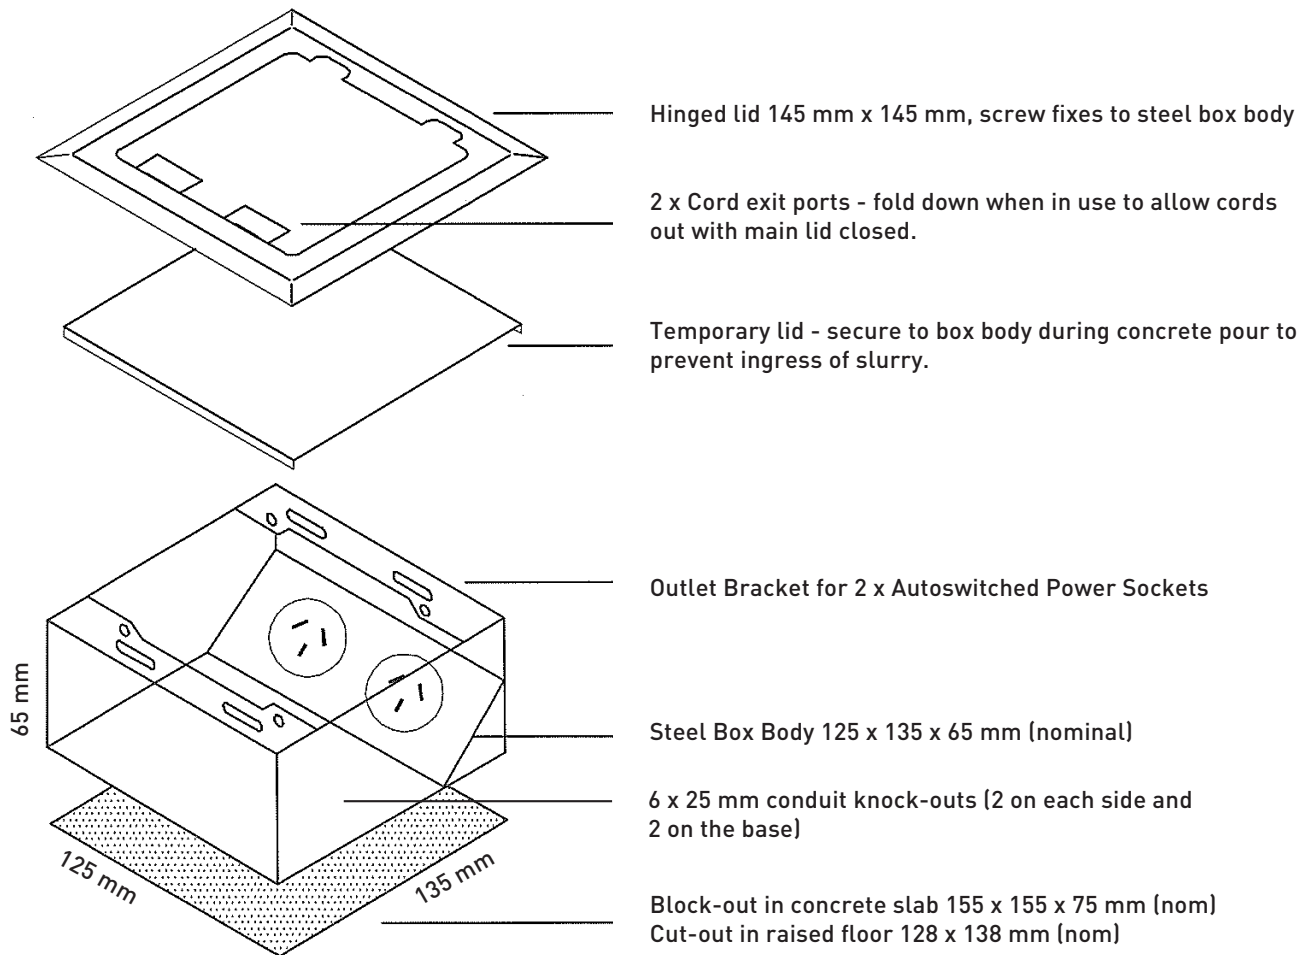 Hinged lid 145 mm x 145 mm, screw fixes to steel box body
2 x Cord exit ports - fold down when in use to allow cords
out with main lid closed.
Temporary lid - secure to box body during concrete pour to
prevent ingress of slurry.
Outlet Bracket for 2 x Autoswitched Power Sockets
65 mm
Steel Box Body 125 x 135 x 65 mm (nominal)
6 x 25 mm conduit knock-outs (2 on each side and
2 on the base)
125 mm
135 mm
Block-out in concrete slab 155 x 155 x 75 mm (nom)
Cut-out in raised floor 128 x 138 mm (nom)